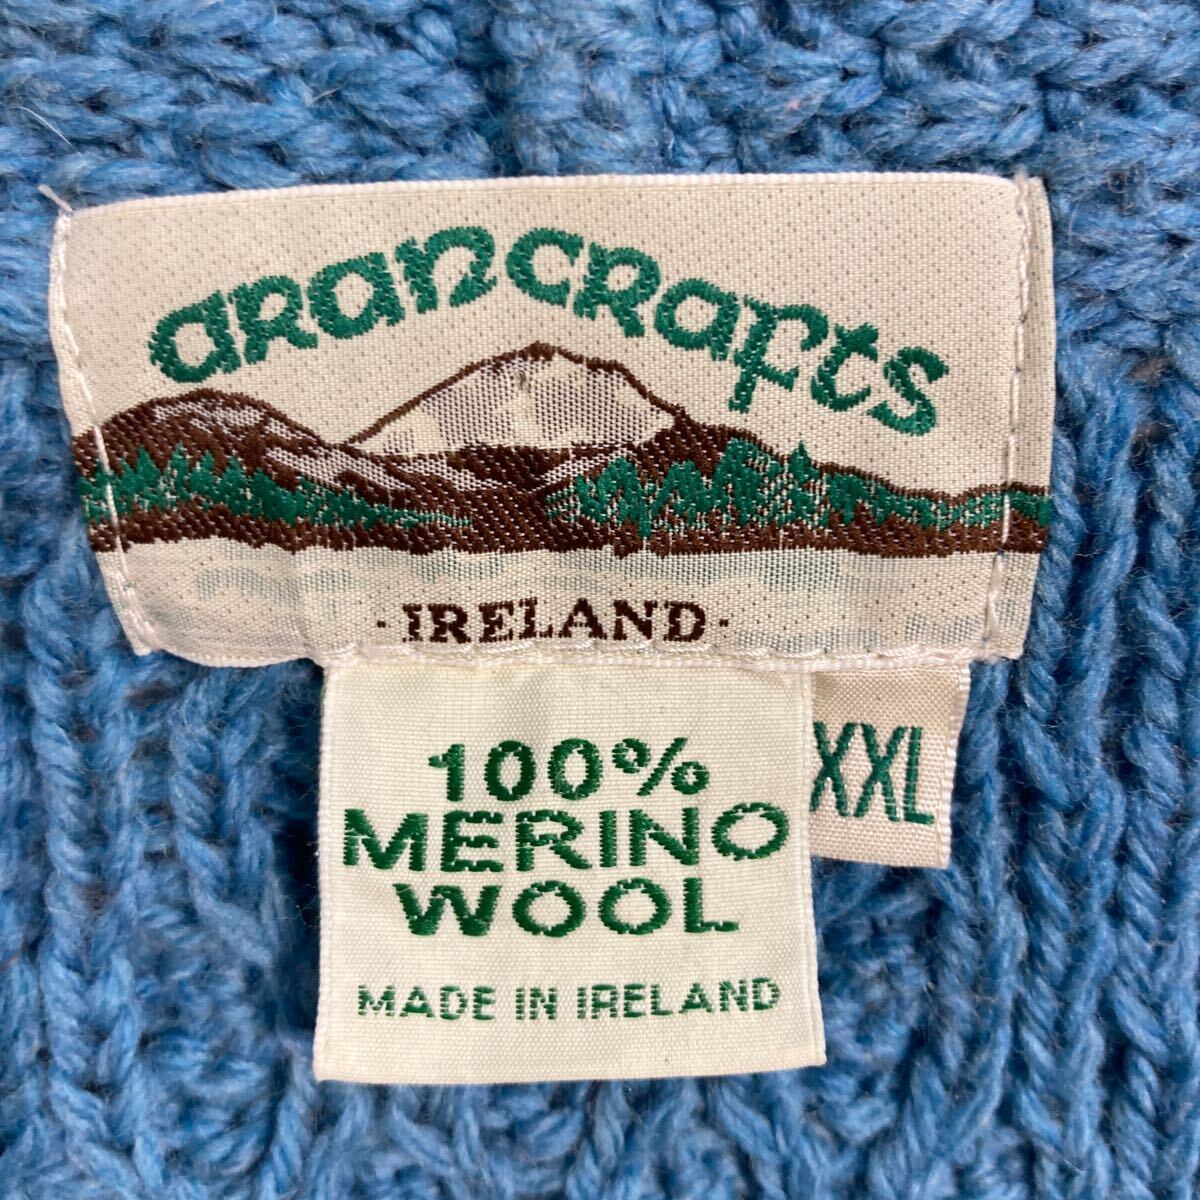 arancrafts
·IRELAND·
100%
MERINO
WOOL
MADE IN IRELAND
XXL